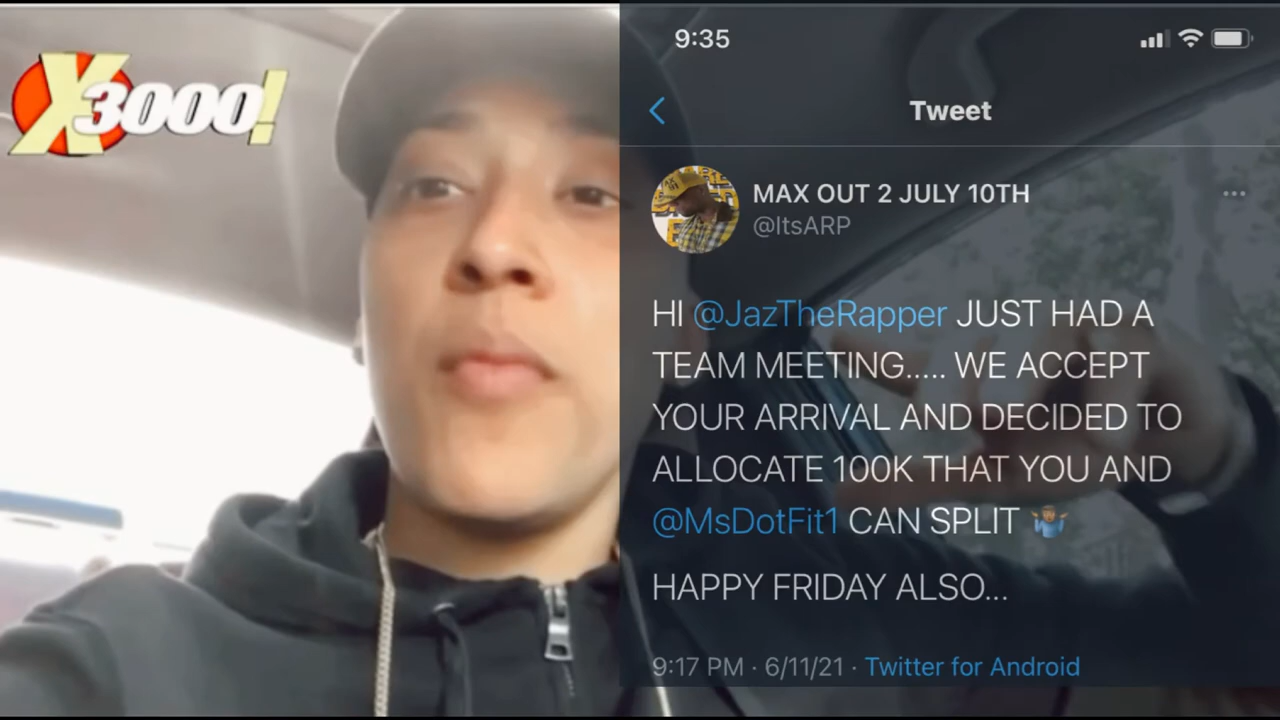 X3000!
9:35
Tweet
MAX OUT 2 JULY 10TH
@ItsARP
HI @JazTheRapper JUST HAD A
TEAM MEETING..... WE ACCEPT
YOUR ARRIVAL AND DECIDED TO
ALLOCATE 100K THAT YOU AND
@MsDotFit1 CAN SPLIT 🤷🏾‍♂️
HAPPY FRIDAY ALSO...
9:17 PM · 6/11/21 · Twitter for Android